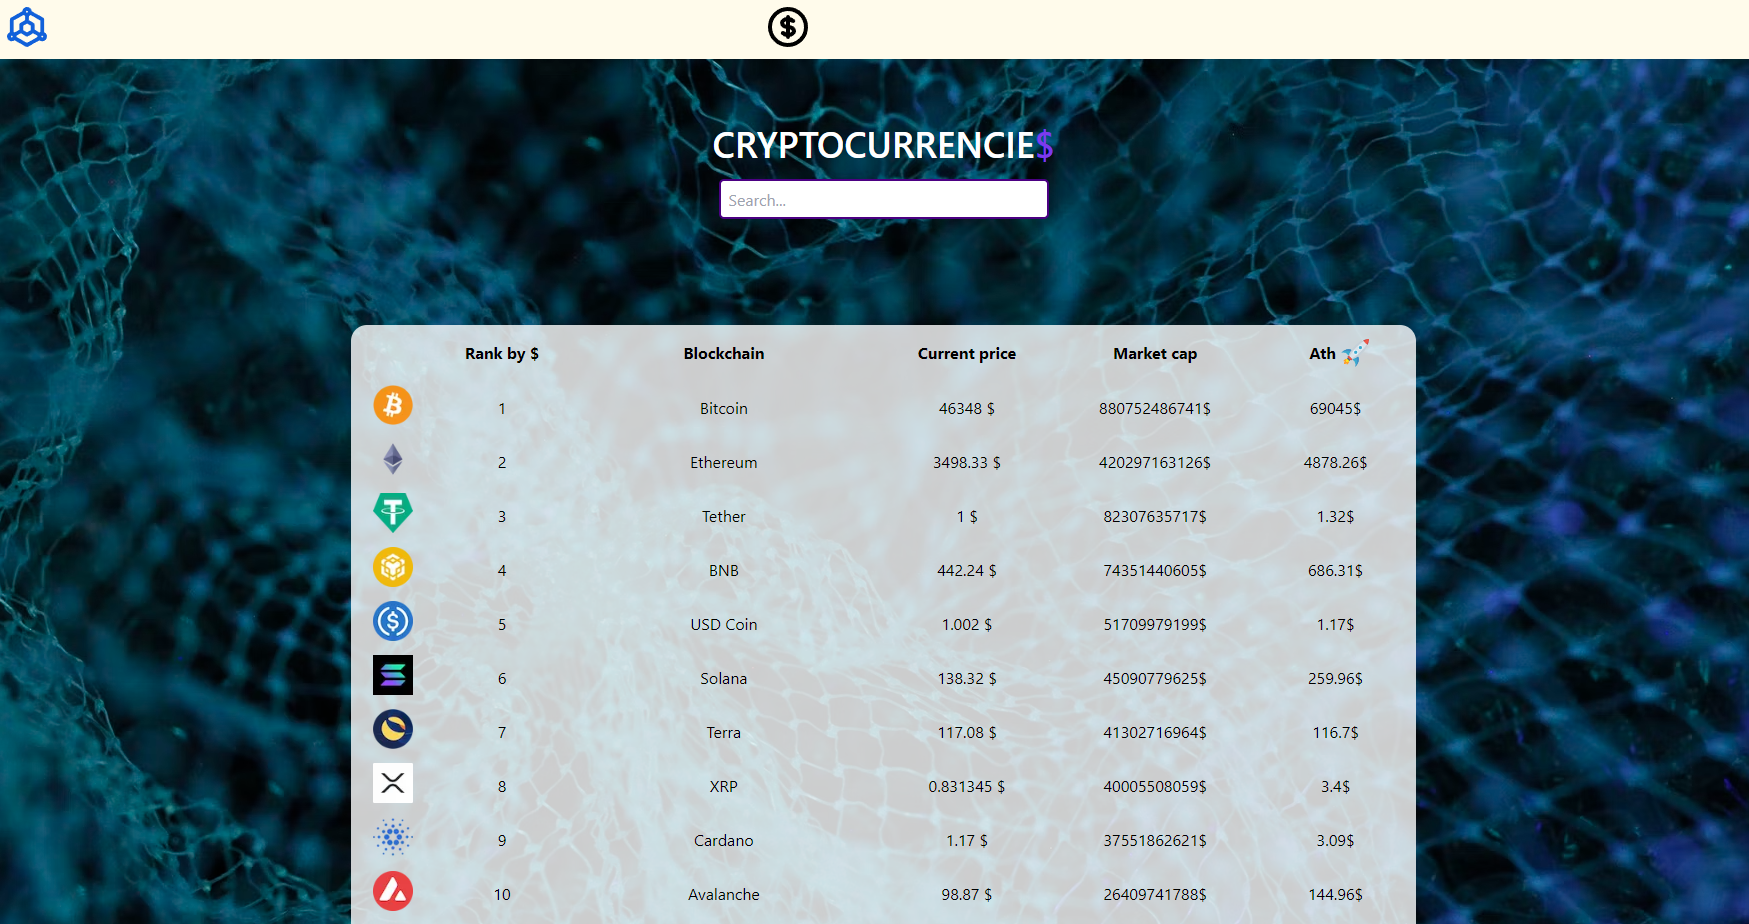 $
CRYPTOCURRENCIE$
Search...
Rank by $ Blockchain Current price Market cap Ath 🚀
1 Bitcoin 46348 $ 880752486741$ 69045$
2 Ethereum 3498.33 $ 420297163126$ 4878.26$
3 Tether 1 $ 82307635717$ 1.32$
4 BNB 442.24 $ 74351440605$ 686.31$
5 USD Coin 1.002 $ 51709979199$ 1.17$
6 Solana 138.32 $ 45090779625$ 259.96$
7 Terra 117.08 $ 41302716964$ 116.7$
8 XRP 0.831345 $ 40005508059$ 3.4$
9 Cardano 1.17 $ 37551862621$ 3.09$
10 Avalanche 98.87 $ 26409741788$ 144.96$